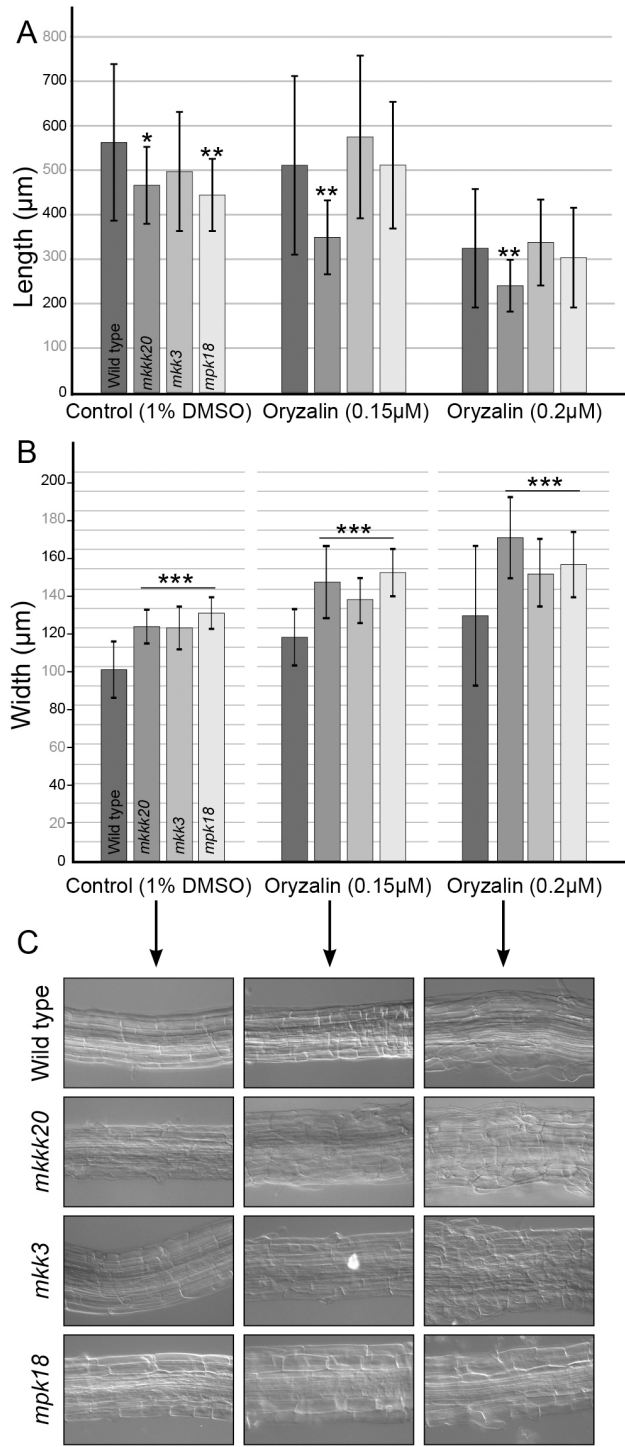 A
800
700
600
500
400
300
200
100
0
Length (µm)
*
**
**
**
Wild type
mkkk20
mkk3
mpk18
Control (1% DMSO) Oryzalin (0.15µM) Oryzalin (0.2µM)
B
200
180
160
140
120
100
80
60
40
20
0
Width (µm)
***
***
***
Wild type
mkkk20
mkk3
mpk18
Control (1% DMSO) Oryzalin (0.15µM) Oryzalin (0.2µM)
C
Wild type
mkkk20
mkk3
mpk18